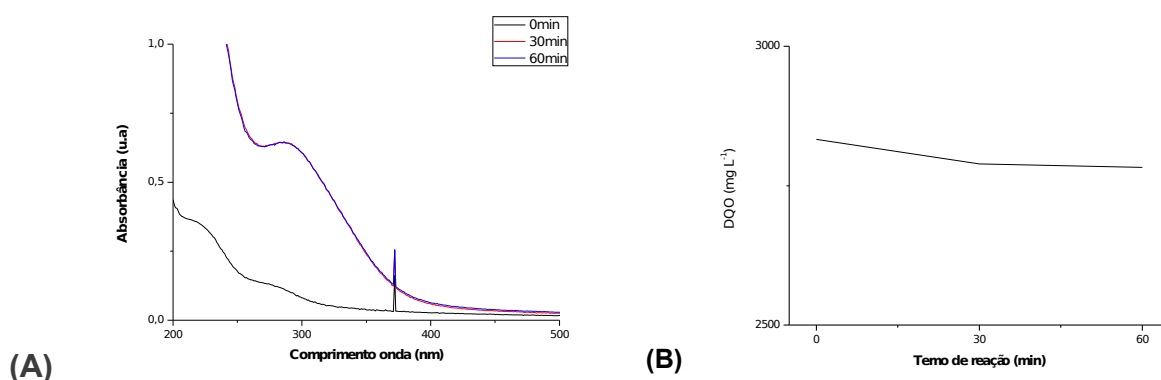 0min
30min
60min
1,0
0,5
0,0
200
300
400
500
Absorbância (u.a)
Comprimento onda (nm)
(A)
3000
2500
0
30
60
DQO (mg L⁻¹)
Temo de reação (min)
(B)